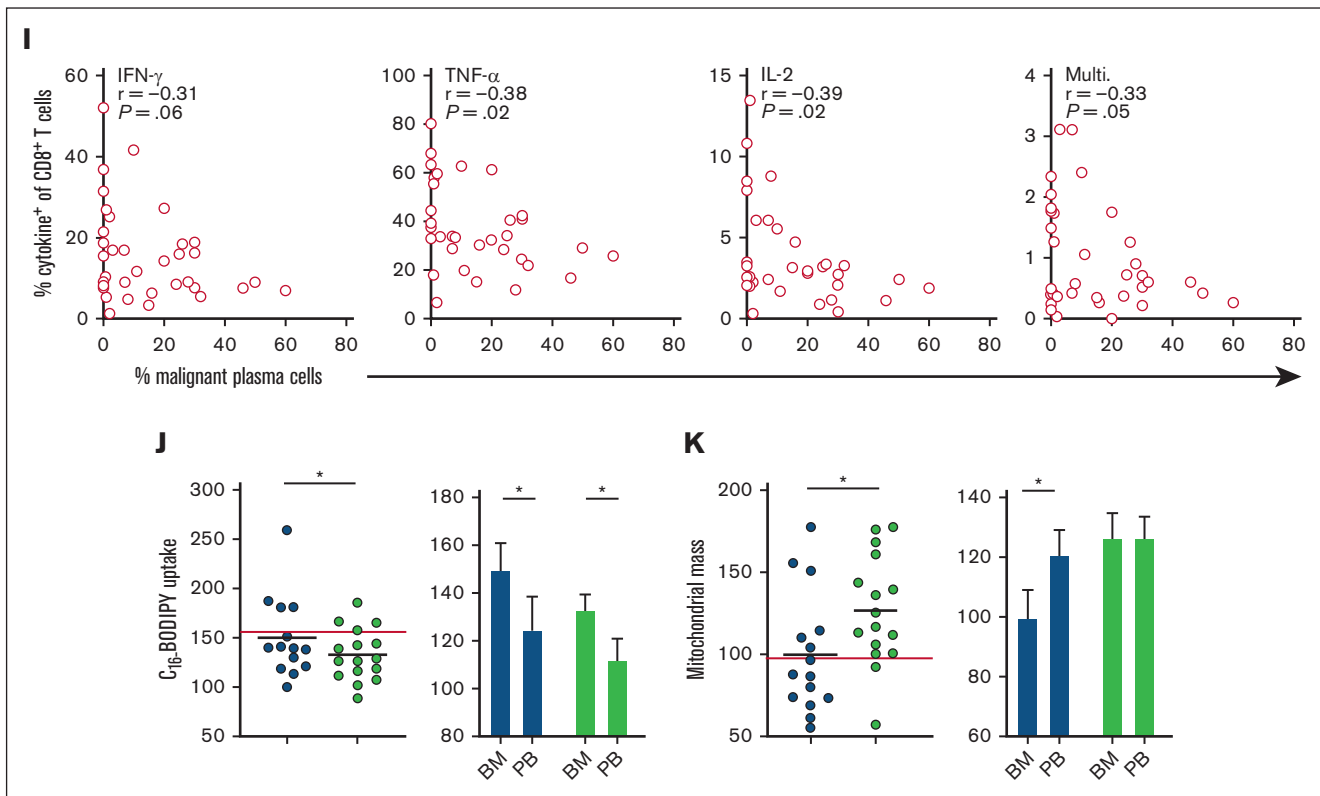 I
IFN-γ
r = −0.31
P = .06
TNF-α
r = −0.38
P = .02
IL-2
r = −0.39
P = .02
Multi.
r = −0.33
P = .05
% cytokine⁺ of CD8⁺ T cells
60
40
20
0
0 20 40 60 80
100
80
60
40
20
0
0 20 40 60 80
15
10
5
0
0 20 40 60 80
4
3
2
1
0
0 20 40 60 80
% malignant plasma cells
J
C₁₆-BODIPY uptake
300
250
200
150
100
50
*
180
160
140
120
100
80
* *
BM PB BM PB
K
Mitochondrial mass
200
150
100
50
*
140
120
100
80
60
*
BM PB BM PB